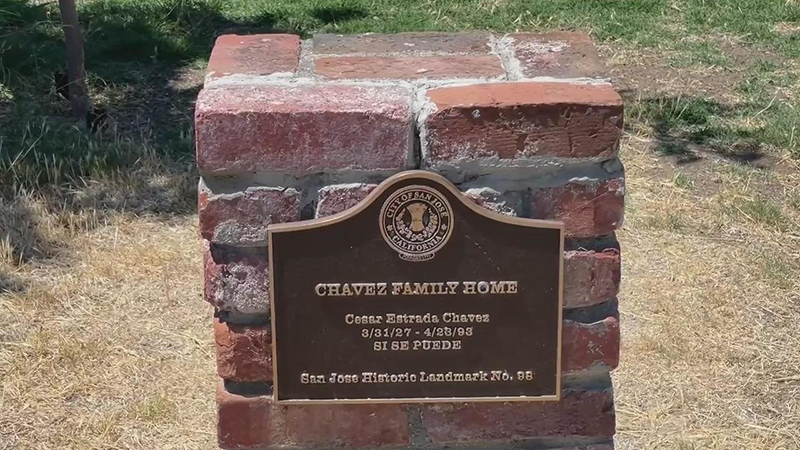 CITY OF SAN JOSE
CALIFORNIA
CHAVEZ FAMILY HOME
Cesar Estrada Chavez
3/31/27 - 4/23/93
SI SE PUEDE
San Jose Historic Landmark No. 98